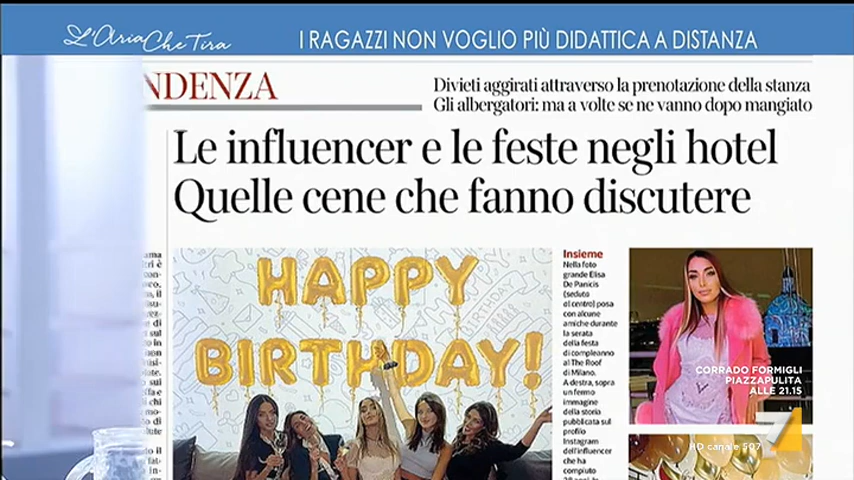 L'Aria Che Tira
I RAGAZZI NON VOGLIO PIÙ DIDATTICA A DISTANZA
NDENZA
Divieti aggirati attraverso la prenotazione della stanza
Gli albergatori: ma a volte se ne vanno dopo mangiato
Le influencer e le feste negli hotel
Quelle cene che fanno discutere
HAPPY
BIRTHDAY!
Insieme
Nella foto
grande Elisa
De Panicis
(seduto
al centro) posa
con alcune
amiche durante
la serata
della festa
di compleanno
al The Roof
di Milano.
A destra, sopra
un fermo
immagine
della storia
pubblicata sul
profilo
Instagram
dell'influencer
che ha
compiuto
CORRADO FORMIGLI
PIAZZAPULITA
ALLE 21.15
HD canale 507